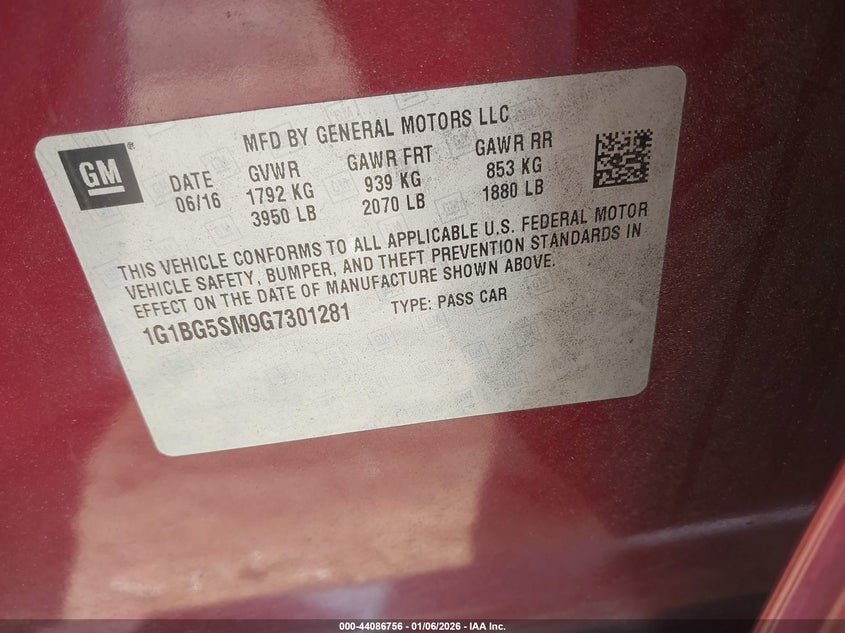 GM
MFD BY GENERAL MOTORS LLC
DATE GVWR GAWR FRT GAWR RR
06/16 1792 KG 939 KG 853 KG
3950 LB 2070 LB 1880 LB
THIS VEHICLE CONFORMS TO ALL APPLICABLE U.S. FEDERAL MOTOR
VEHICLE SAFETY, BUMPER, AND THEFT PREVENTION STANDARDS IN
EFFECT ON THE DATE OF MANUFACTURE SHOWN ABOVE.
1G1BG5SM9G7301281 TYPE: PASS CAR
000-44086756 - 01/06/2026 - IAA Inc.